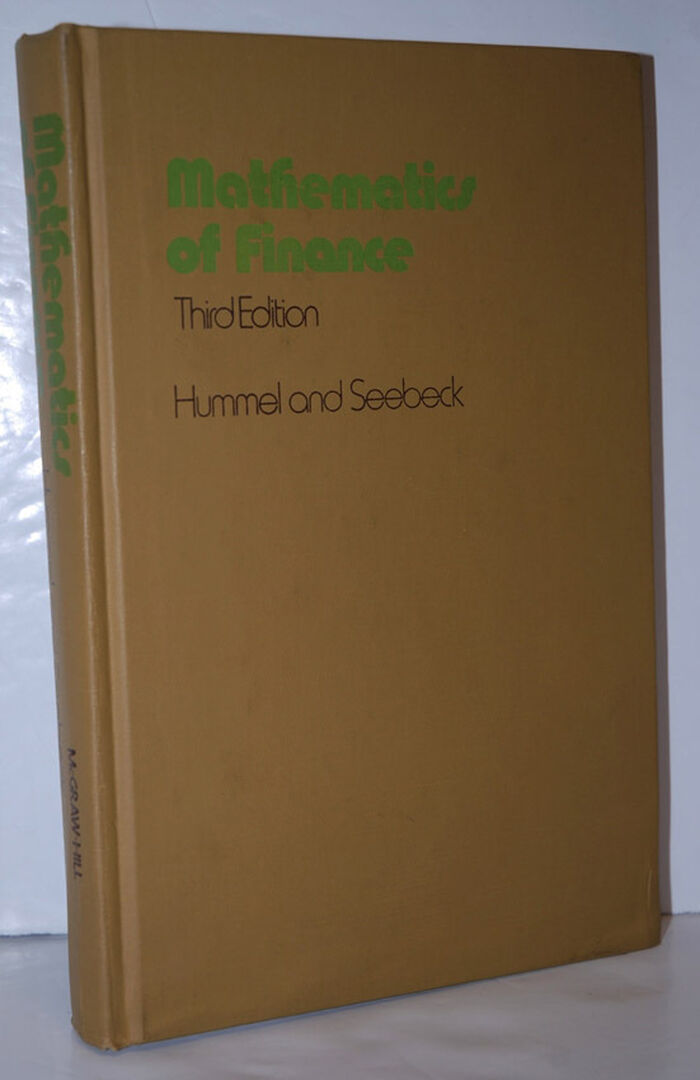 Mathematics
of Finance
Third Edition
Hummel and Seebeck
Mathematics
McGRAW-HILL